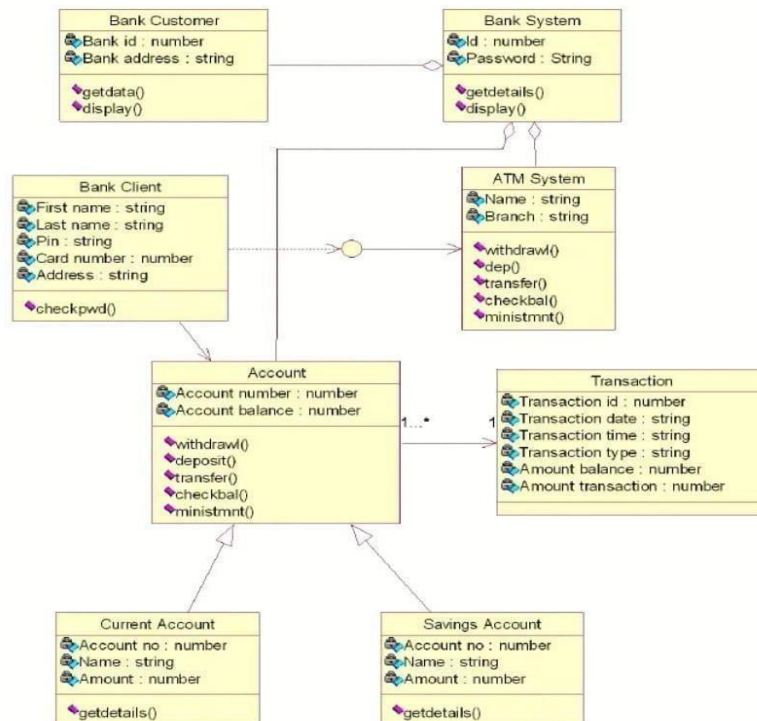 Bank Customer
Bank id : number
Bank address : string
getdata()
display()
Bank System
Id : number
Password : String
getdetails()
display()
Bank Client
First name : string
Last name : string
Pin : string
Card number : number
Address : string
checkpwd()
ATM System
Name : string
Branch : string
withdrawl()
dep()
transfer()
checkbal()
ministmnt()
Account
Account number : number
Account balance : number
withdrawl()
deposit()
transfer()
checkbal()
ministmnt()
1...*
1
Transaction
Transaction id : number
Transaction date : string
Transaction time : string
Transaction type : string
Amount balance : number
Amount transaction : number
Current Account
Account no : number
Name : string
Amount : number
getdetails()
Savings Account
Account no : number
Name : string
Amount : number
getdetails()